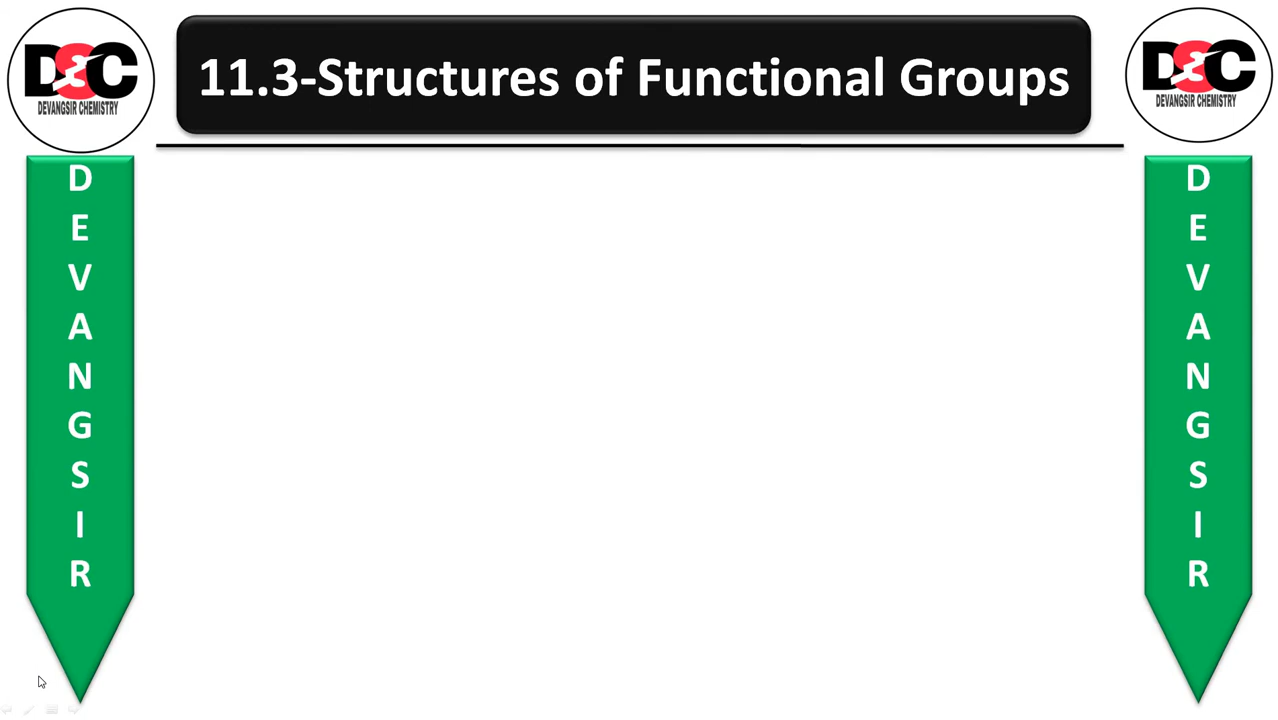 D&C
DEVANGSIR CHEMISTRY
11.3-Structures of Functional Groups
D&C
DEVANGSIR CHEMISTRY
D
E
V
A
N
G
S
I
R
D
E
V
A
N
G
S
I
R